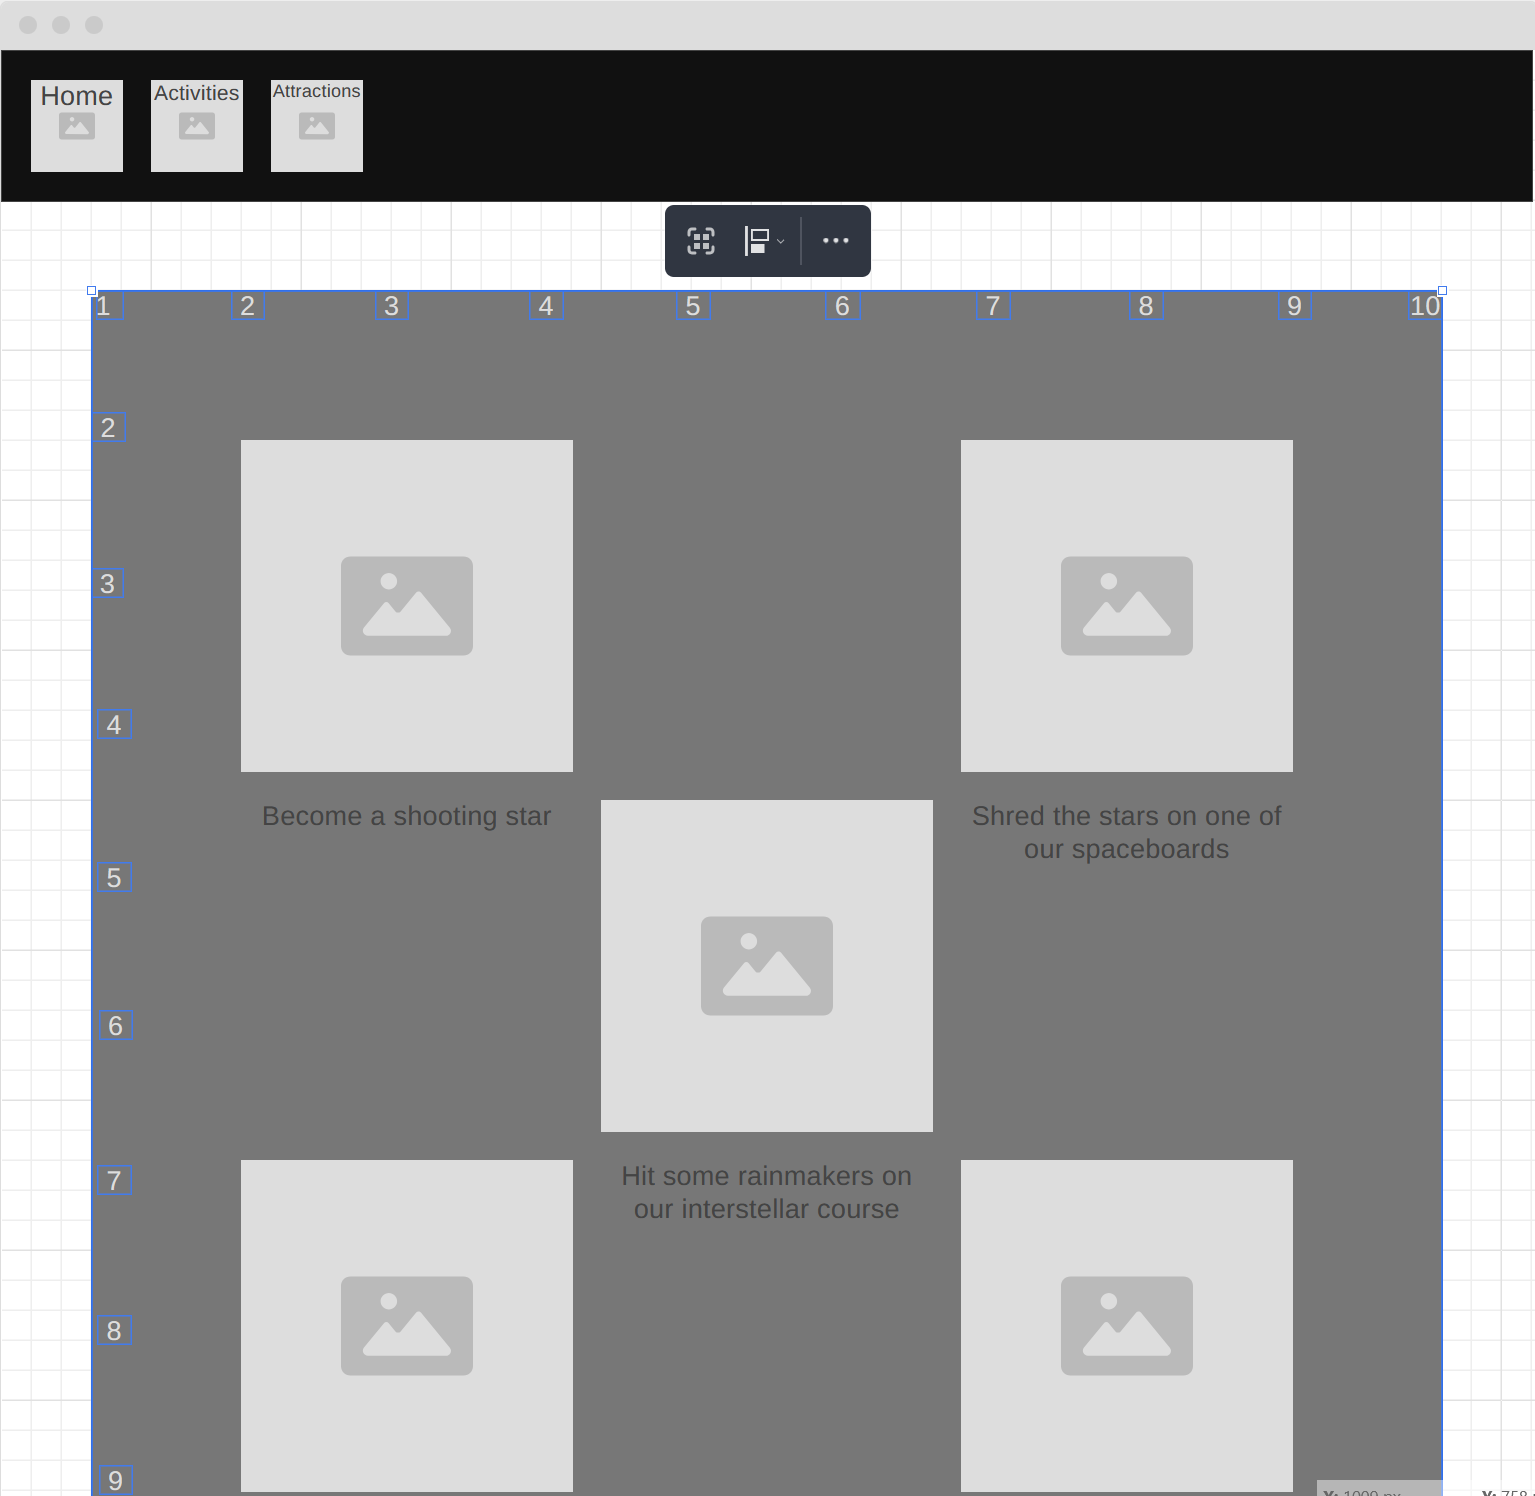 Home
Activities
Attractions
1 2 3 4 5 6 7 8 9 10
2
3
4
Become a shooting star
Shred the stars on one of
our spaceboards
5
6
7
Hit some rainmakers on
our interstellar course
8
9